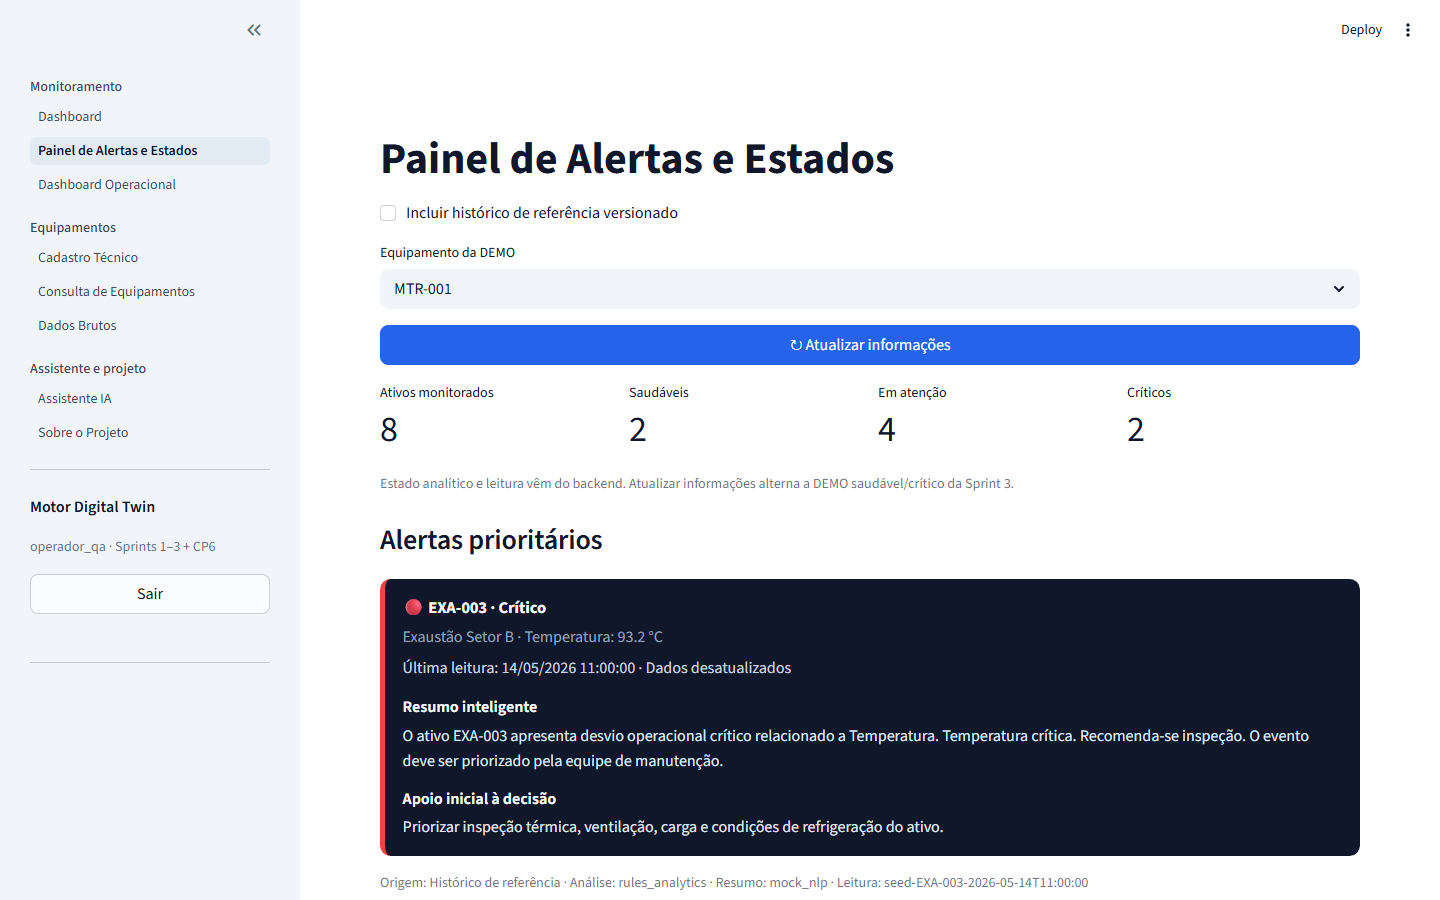 Deploy
Monitoramento
Dashboard
Painel de Alertas e Estados
Dashboard Operacional
Equipamentos
Cadastro Técnico
Consulta de Equipamentos
Dados Brutos
Assistente e projeto
Assistente IA
Sobre o Projeto
Motor Digital Twin
operador_qa · Sprints 1–3 + CP6
Sair
Painel de Alertas e Estados
Incluir histórico de referência versionado
Equipamento da DEMO
MTR-001
↻ Atualizar informações
Ativos monitorados
8
Saudáveis
2
Em atenção
4
Críticos
2
Estado analítico e leitura vêm do backend. Atualizar informações alterna a DEMO saudável/crítico da Sprint 3.
Alertas prioritários
EXA-003 · Crítico
Exaustão Setor B · Temperatura: 93.2 °C
Última leitura: 14/05/2026 11:00:00 · Dados desatualizados
Resumo inteligente
O ativo EXA-003 apresenta desvio operacional crítico relacionado a Temperatura. Temperatura crítica. Recomenda-se inspeção. O evento
deve ser priorizado pela equipe de manutenção.
Apoio inicial à decisão
Priorizar inspeção térmica, ventilação, carga e condições de refrigeração do ativo.
Origem: Histórico de referência · Análise: rules_analytics · Resumo: mock_nlp · Leitura: seed-EXA-003-2026-05-14T11:00:00